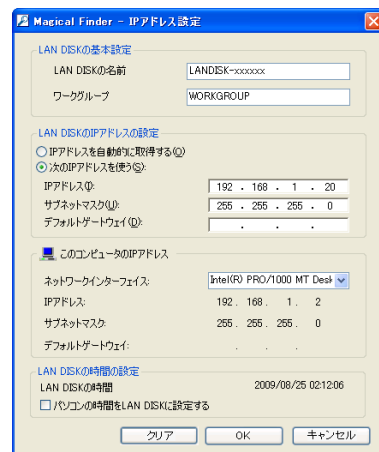 Magical Finder - IPアドレス設定
LAN DISKの基本設定
LAN DISKの名前 LANDISK-xxxxxx
ワークグループ WORKGROUP
LAN DISKのIPアドレスの設定
IPアドレスを自動的に取得する(O)
次のIPアドレスを使う(S):
IPアドレス(I): 192 . 168 . 1 . 20
サブネットマスク(U): 255 . 255 . 255 . 0
デフォルトゲートウェイ(D): . . .
このコンピュータのIPアドレス
ネットワークインターフェイス: Intel(R) PRO/1000 MT Desk
IPアドレス: 192. 168. 1. 2
サブネットマスク: 255. 255. 255. 0
デフォルトゲートウェイ: . . .
LAN DISKの時間の設定
LAN DISKの時間 2009/08/25 02:12:06
パソコンの時間をLAN DISKに設定する
クリア OK キャンセル